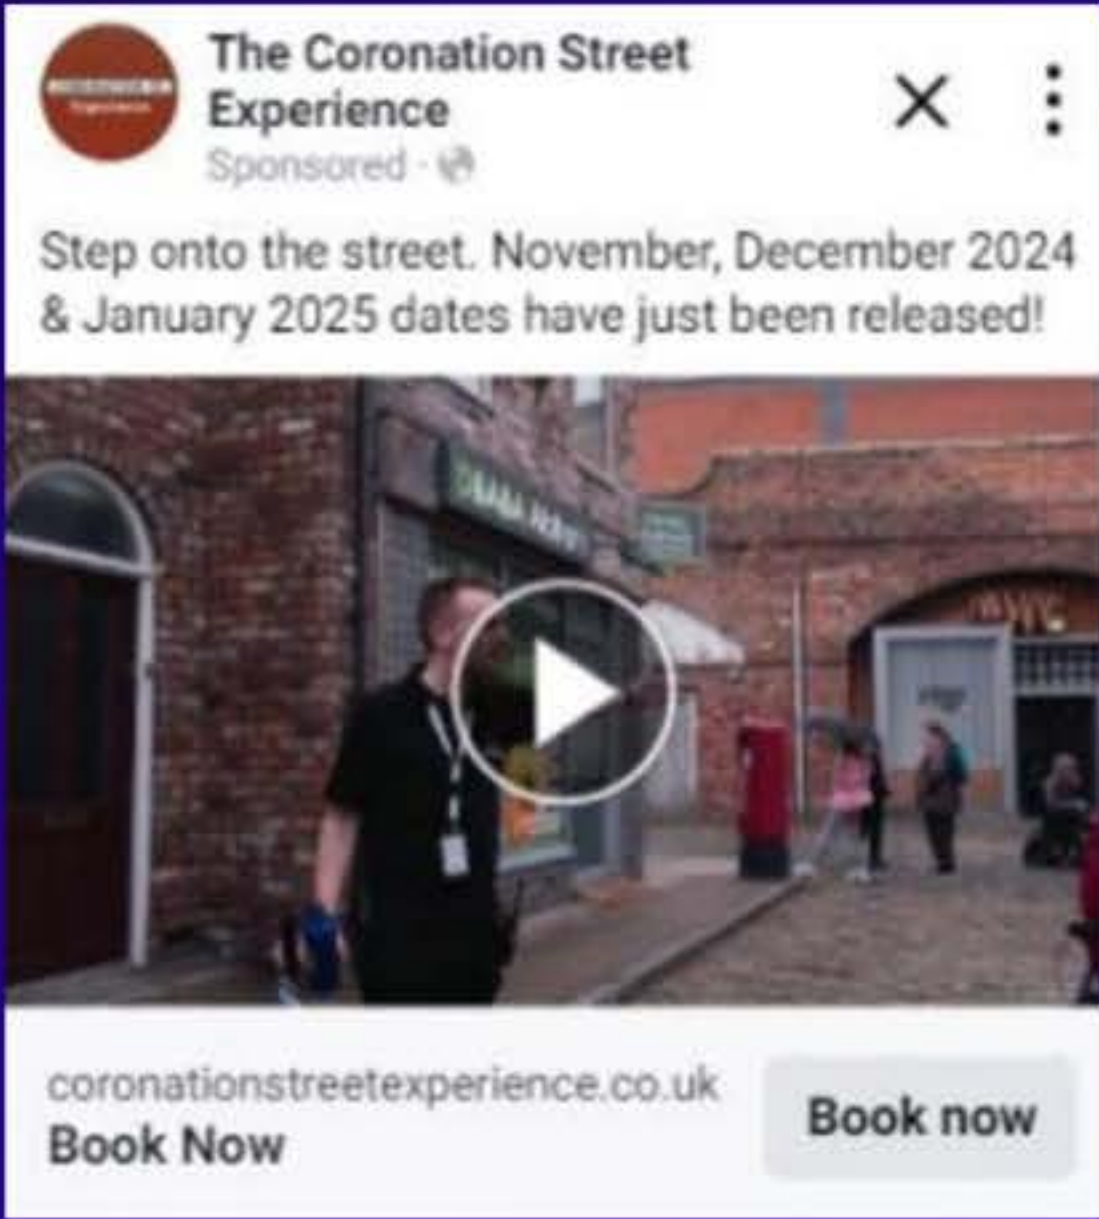 The Coronation Street
Experience
Sponsored ·
Step onto the street. November, December 2024
& January 2025 dates have just been released!
coronationstreetexperience.co.uk
Book Now
Book now